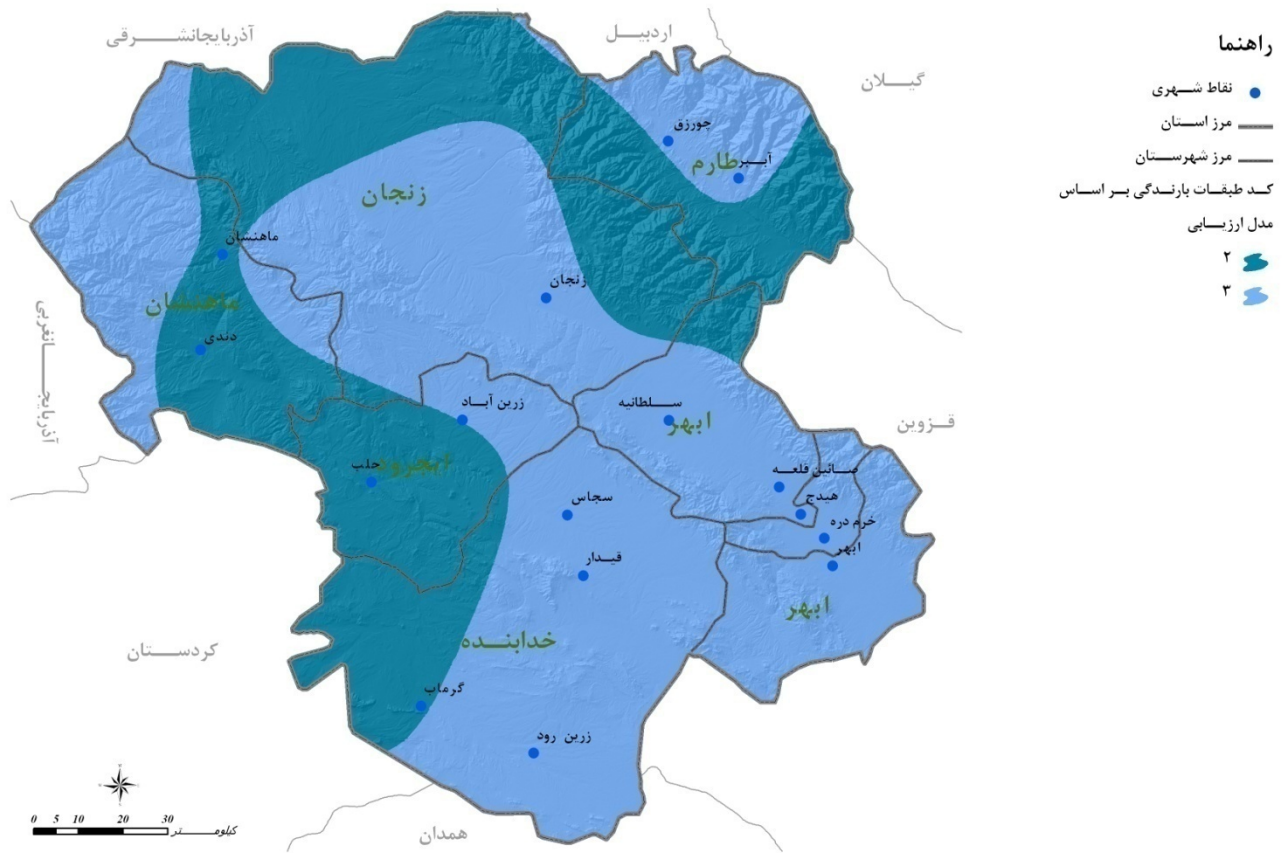 راهنما
نقاط شهری
مرز استان
مرز شهرستان
کد طبقات بارندگی بر اساس
مدل ارزیابی
۲
۳
آذربایجانشرقی
اردبیل
گیلان
چورزق
آببر
طارم
زنجان
ماهنشان
زنجان
ماهنشان
دندی
آذربایجانغربی
زرین آباد
سلطانیه
ابهر
قزوین
حلب
ایجرود
صائین قلعه
سجاس
هیدج
خرم دره
ابهر
قیدار
ابهر
خدابنده
کردستان
گرماب
زرین رود
همدان
0 5 10 20 30
کیلومتر